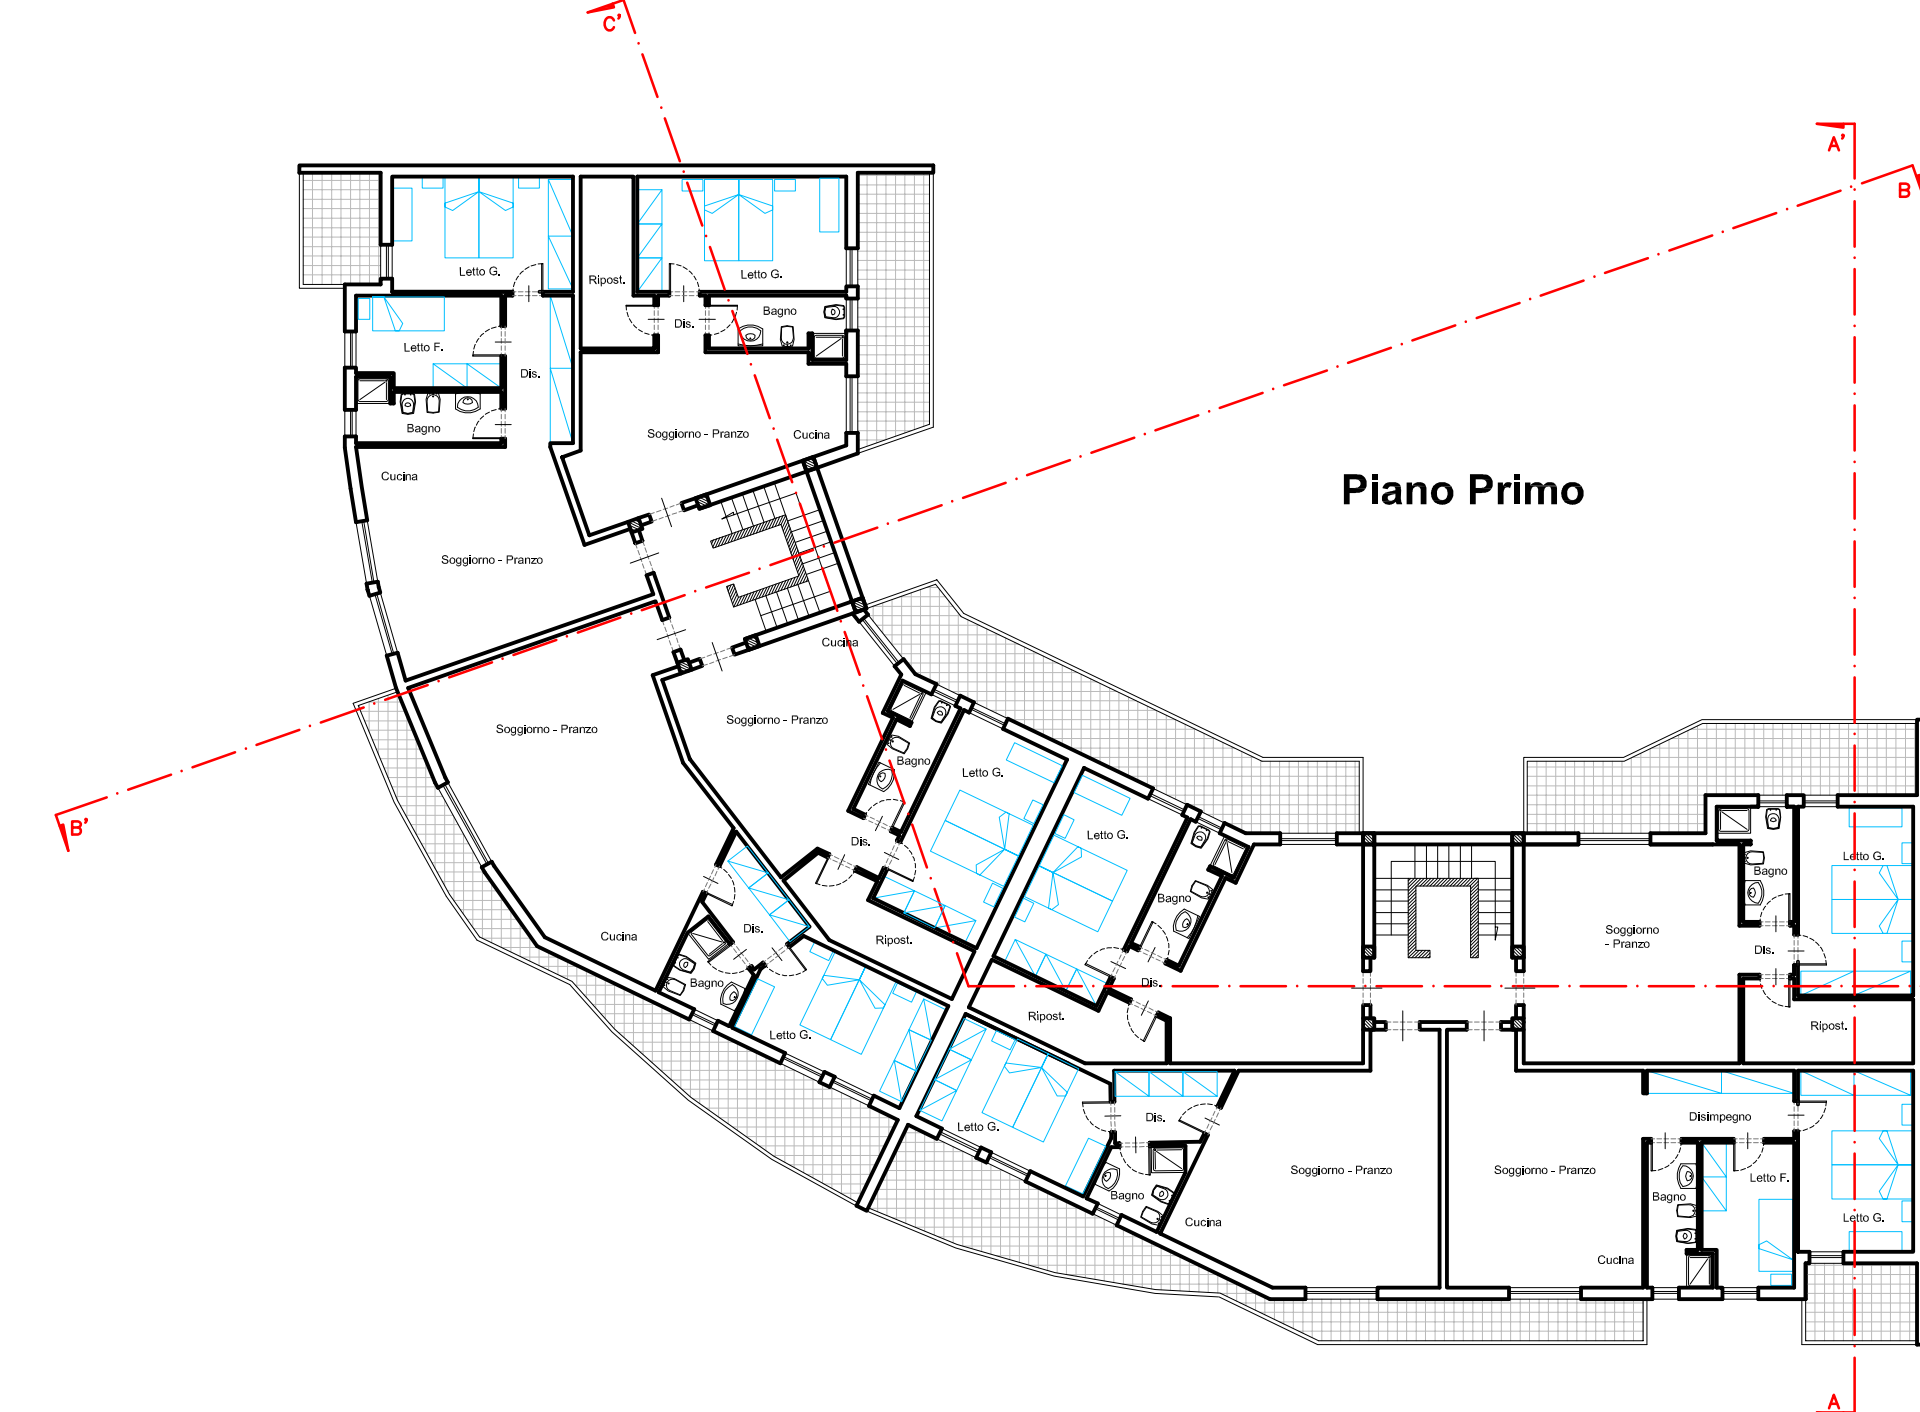 C'
A'
B
Letto G.
Letto G.
Ripost.
Bagno
Dis.
Letto F.
Dis.
Bagno
Soggiorno - Pranzo
Cucina
Cucina
Piano Primo
Soggiorno - Pranzo
Cucina
Soggiorno - Pranzo
Soggiorno - Pranzo
Bagno
Letto G.
B'
Letto G.
Dis.
Letto G.
Bagno
Bagno
Dis.
Cucina
Ripost.
Soggiorno
- Pranzo
Dis.
Bagno
Dis.
Letto G.
Ripost.
Ripost.
Letto G.
Dis.
Disimpegno
Soggiorno - Pranzo
Soggiorno - Pranzo
Letto F.
Bagno
Bagno
Letto G.
Cucina
Cucina
A